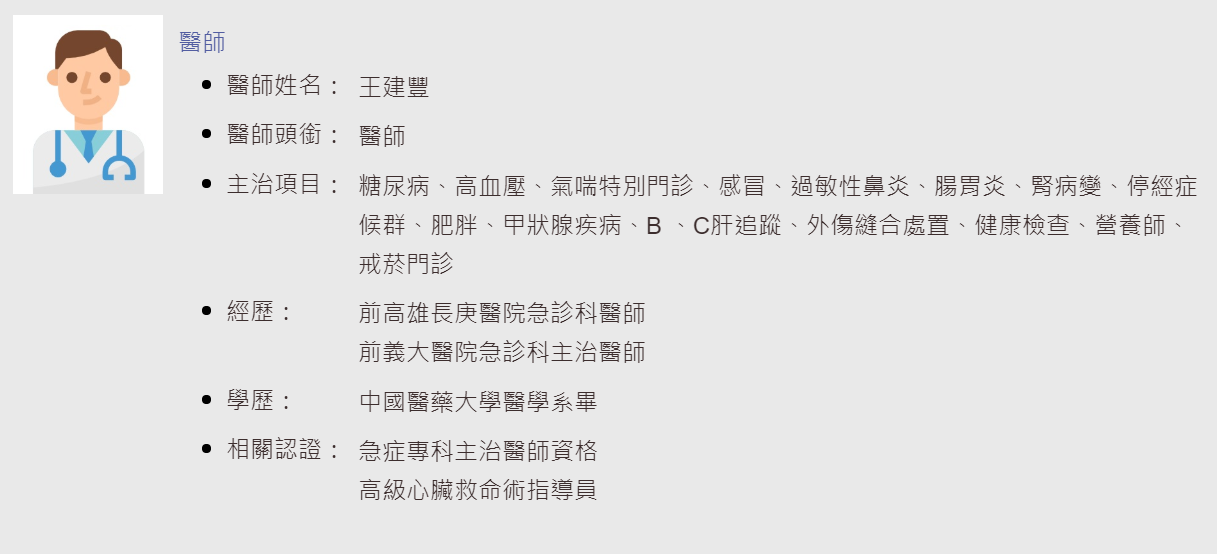 醫師
醫師姓名： 王建豐
醫師頭銜： 醫師
主治項目： 糖尿病、高血壓、氣喘特別門診、感冒、過敏性鼻炎、腸胃炎、腎病變、停經症
候群、肥胖、甲狀腺疾病、B 、C肝追蹤、外傷縫合處置、健康檢查、營養師、
戒菸門診
經歷： 前高雄長庚醫院急診科醫師
前義大醫院急診科主治醫師
學歷： 中國醫藥大學醫學系畢
相關認證： 急症專科主治醫師資格
高級心臟救命術指導員